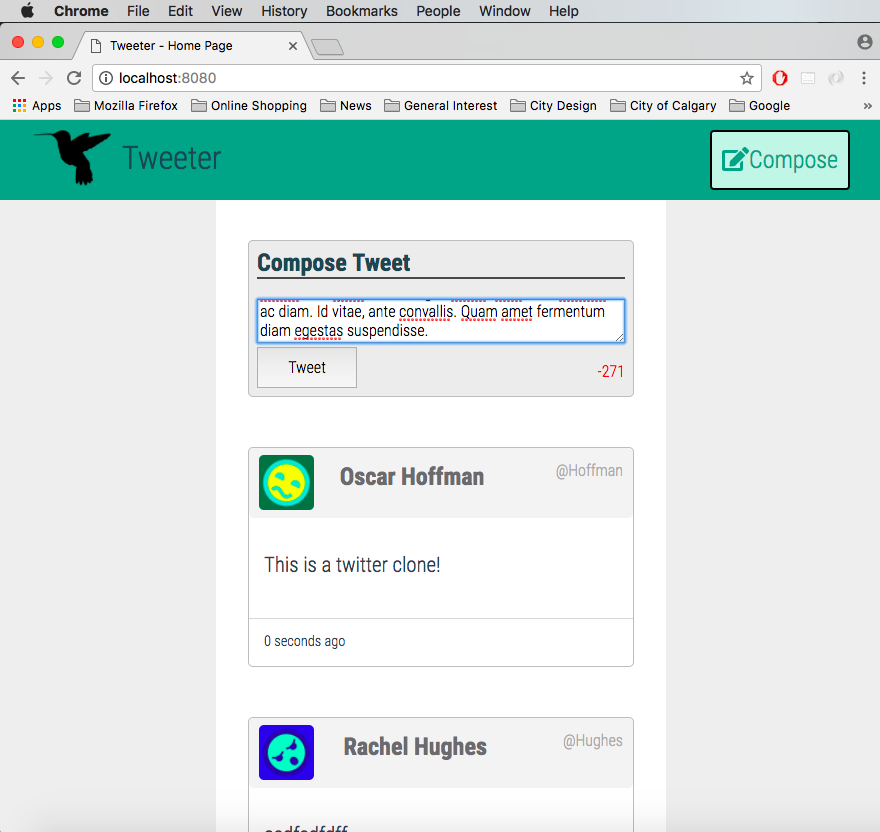 Chrome File Edit View History Bookmarks People Window Help
Tweeter - Home Page
localhost:8080
Apps Mozilla Firefox Online Shopping News General Interest City Design City of Calgary Google »
Tweeter
Compose
Compose Tweet
ac diam. Id vitae, ante convallis. Quam amet fermentum
diam egestas suspendisse.
Tweet
-271
Oscar Hoffman
@Hoffman
This is a twitter clone!
0 seconds ago
Rachel Hughes
@Hughes